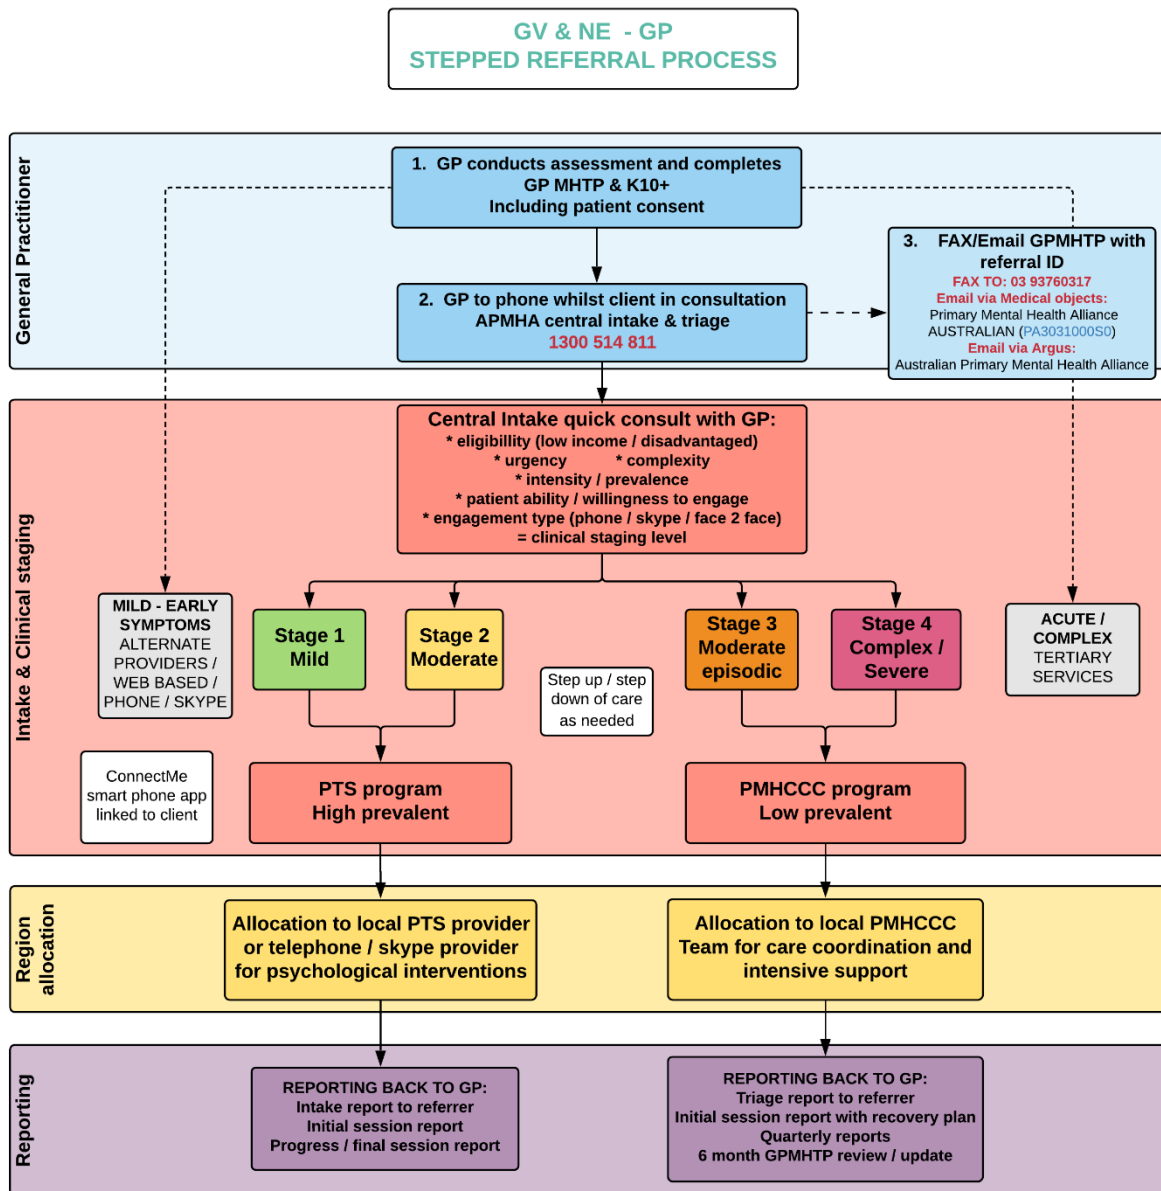 GV & NE - GP
STEPPED REFERRAL PROCESS
General Practitioner
1. GP conducts assessment and completes
GP MHTP & K10+
Including patient consent
2. GP to phone whilst client in consultation
APMHA central intake & triage
1300 514 811
3. FAX/Email GPMHTP with
referral ID
FAX TO: 03 93760317
Email via Medical objects:
Primary Mental Health Alliance
AUSTRALIAN (PA3031000S0)
Email via Argus:
Australian Primary Mental Health Alliance
Intake & Clinical staging
Central Intake quick consult with GP:
* eligibillity (low income / disadvantaged)
* urgency * complexity
* intensity / prevalence
* patient ability / willingness to engage
* engagement type (phone / skype / face 2 face)
= clinical staging level
MILD - EARLY
SYMPTOMS
ALTERNATE
PROVIDERS /
WEB BASED /
PHONE / SKYPE
Stage 1
Mild
Stage 2
Moderate
Step up / step
down of care
as needed
Stage 3
Moderate
episodic
Stage 4
Complex /
Severe
ACUTE /
COMPLEX
TERTIARY
SERVICES
ConnectMe
smart phone app
linked to client
PTS program
High prevalent
PMHCCC program
Low prevalent
Region
allocation
Allocation to local PTS provider
or telephone / skype provider
for psychological interventions
Allocation to local PMHCCC
Team for care coordination and
intensive support
Reporting
REPORTING BACK TO GP:
Intake report to referrer
Initial session report
Progress / final session report
REPORTING BACK TO GP:
Triage report to referrer
Initial session report with recovery plan
Quarterly reports
6 month GPMHTP review / update